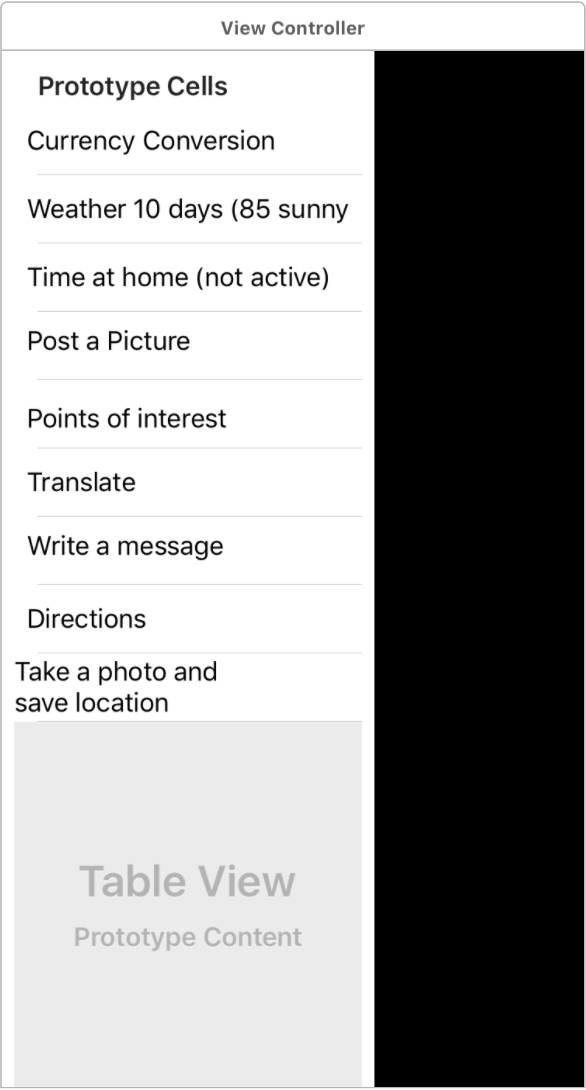 View Controller
Prototype Cells
Currency Conversion
Weather 10 days (85 sunny
Time at home (not active)
Post a Picture
Points of interest
Translate
Write a message
Directions
Take a photo and
save location
Table View
Prototype Content